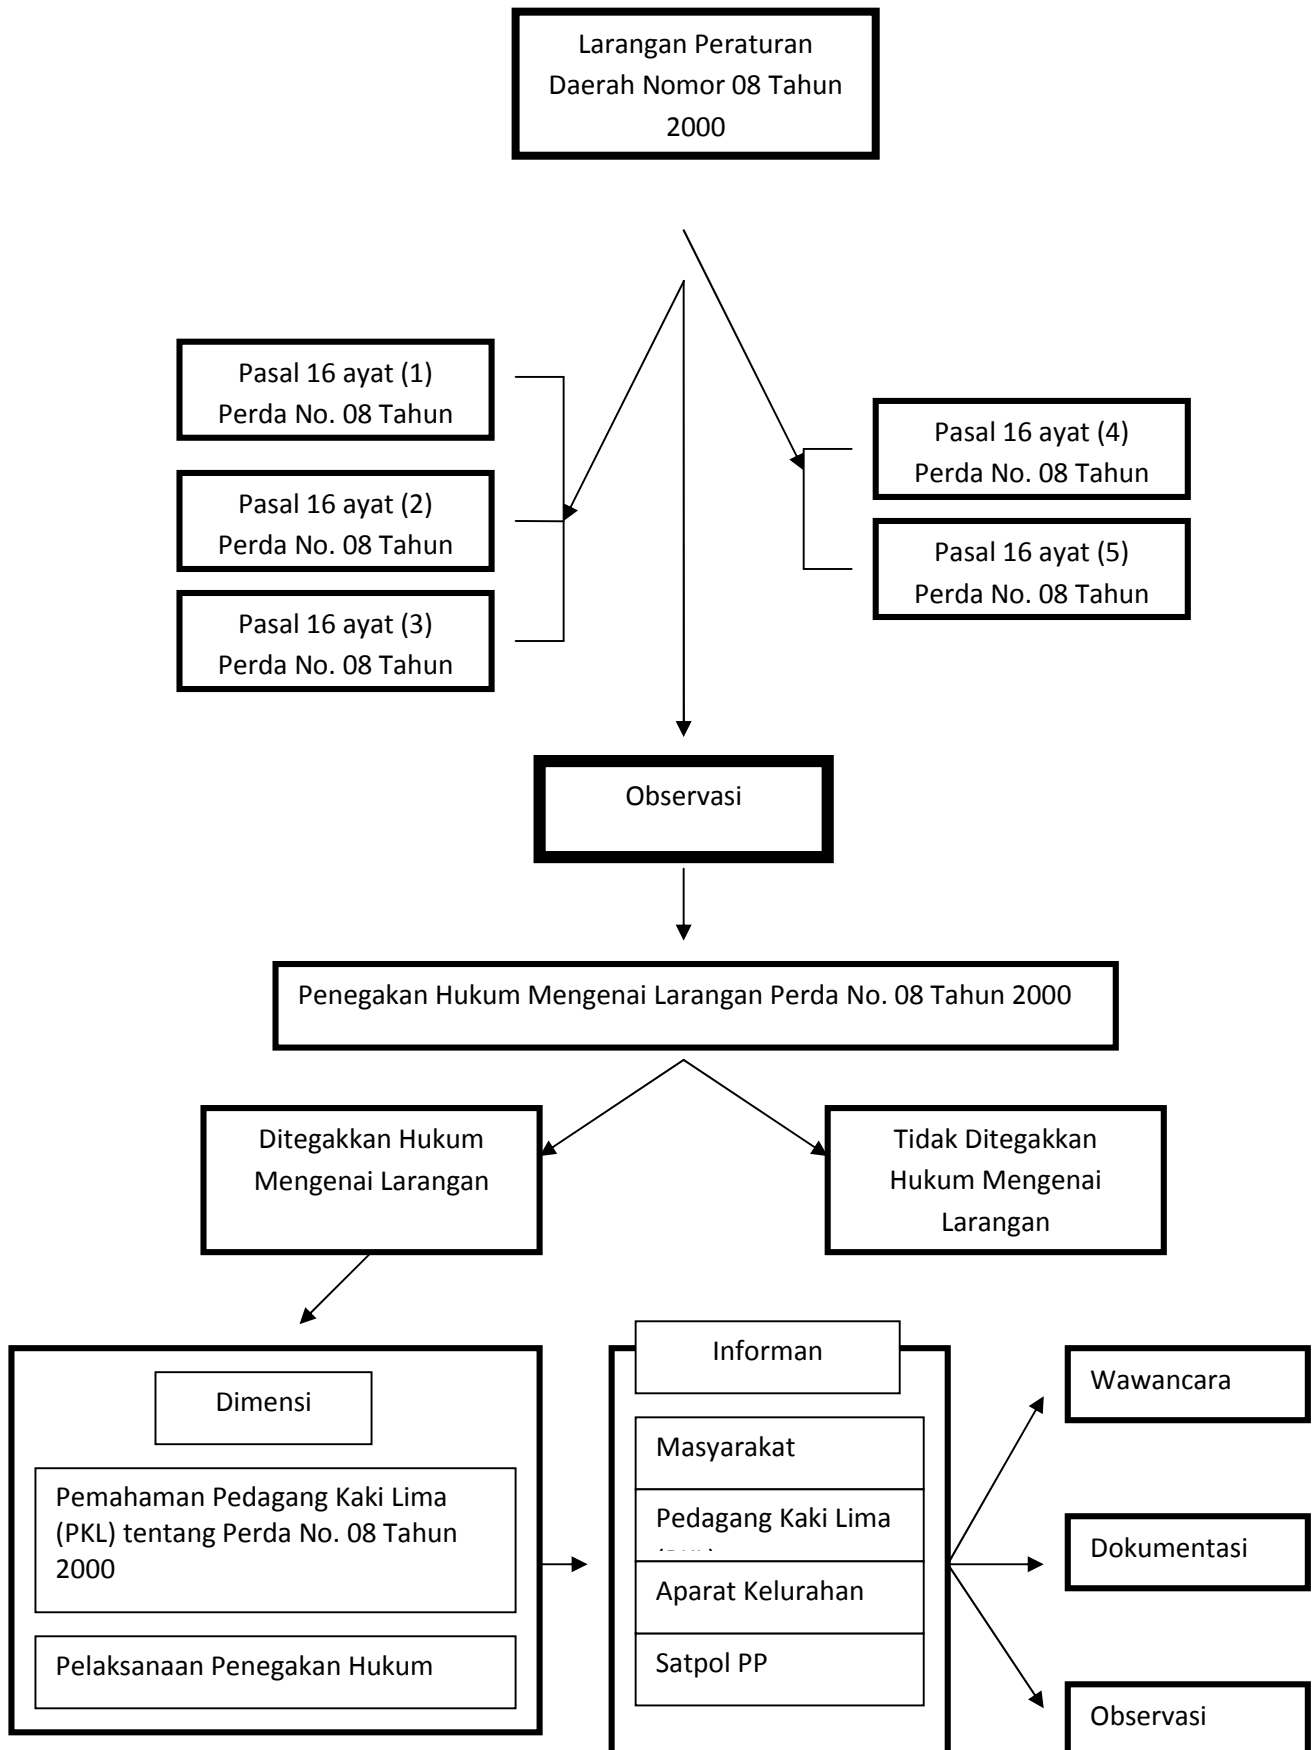 Larangan Peraturan
Daerah Nomor 08 Tahun
2000
Pasal 16 ayat (1)
Perda No. 08 Tahun
Pasal 16 ayat (2)
Perda No. 08 Tahun
Pasal 16 ayat (3)
Perda No. 08 Tahun
Pasal 16 ayat (4)
Perda No. 08 Tahun
Pasal 16 ayat (5)
Perda No. 08 Tahun
Observasi
Penegakan Hukum Mengenai Larangan Perda No. 08 Tahun 2000
Ditegakkan Hukum
Mengenai Larangan
Tidak Ditegakkan
Hukum Mengenai
Larangan
Dimensi
Pemahaman Pedagang Kaki Lima
(PKL) tentang Perda No. 08 Tahun
2000
Pelaksanaan Penegakan Hukum
Informan
Masyarakat
Pedagang Kaki Lima
Aparat Kelurahan
Satpol PP
Wawancara
Dokumentasi
Observasi